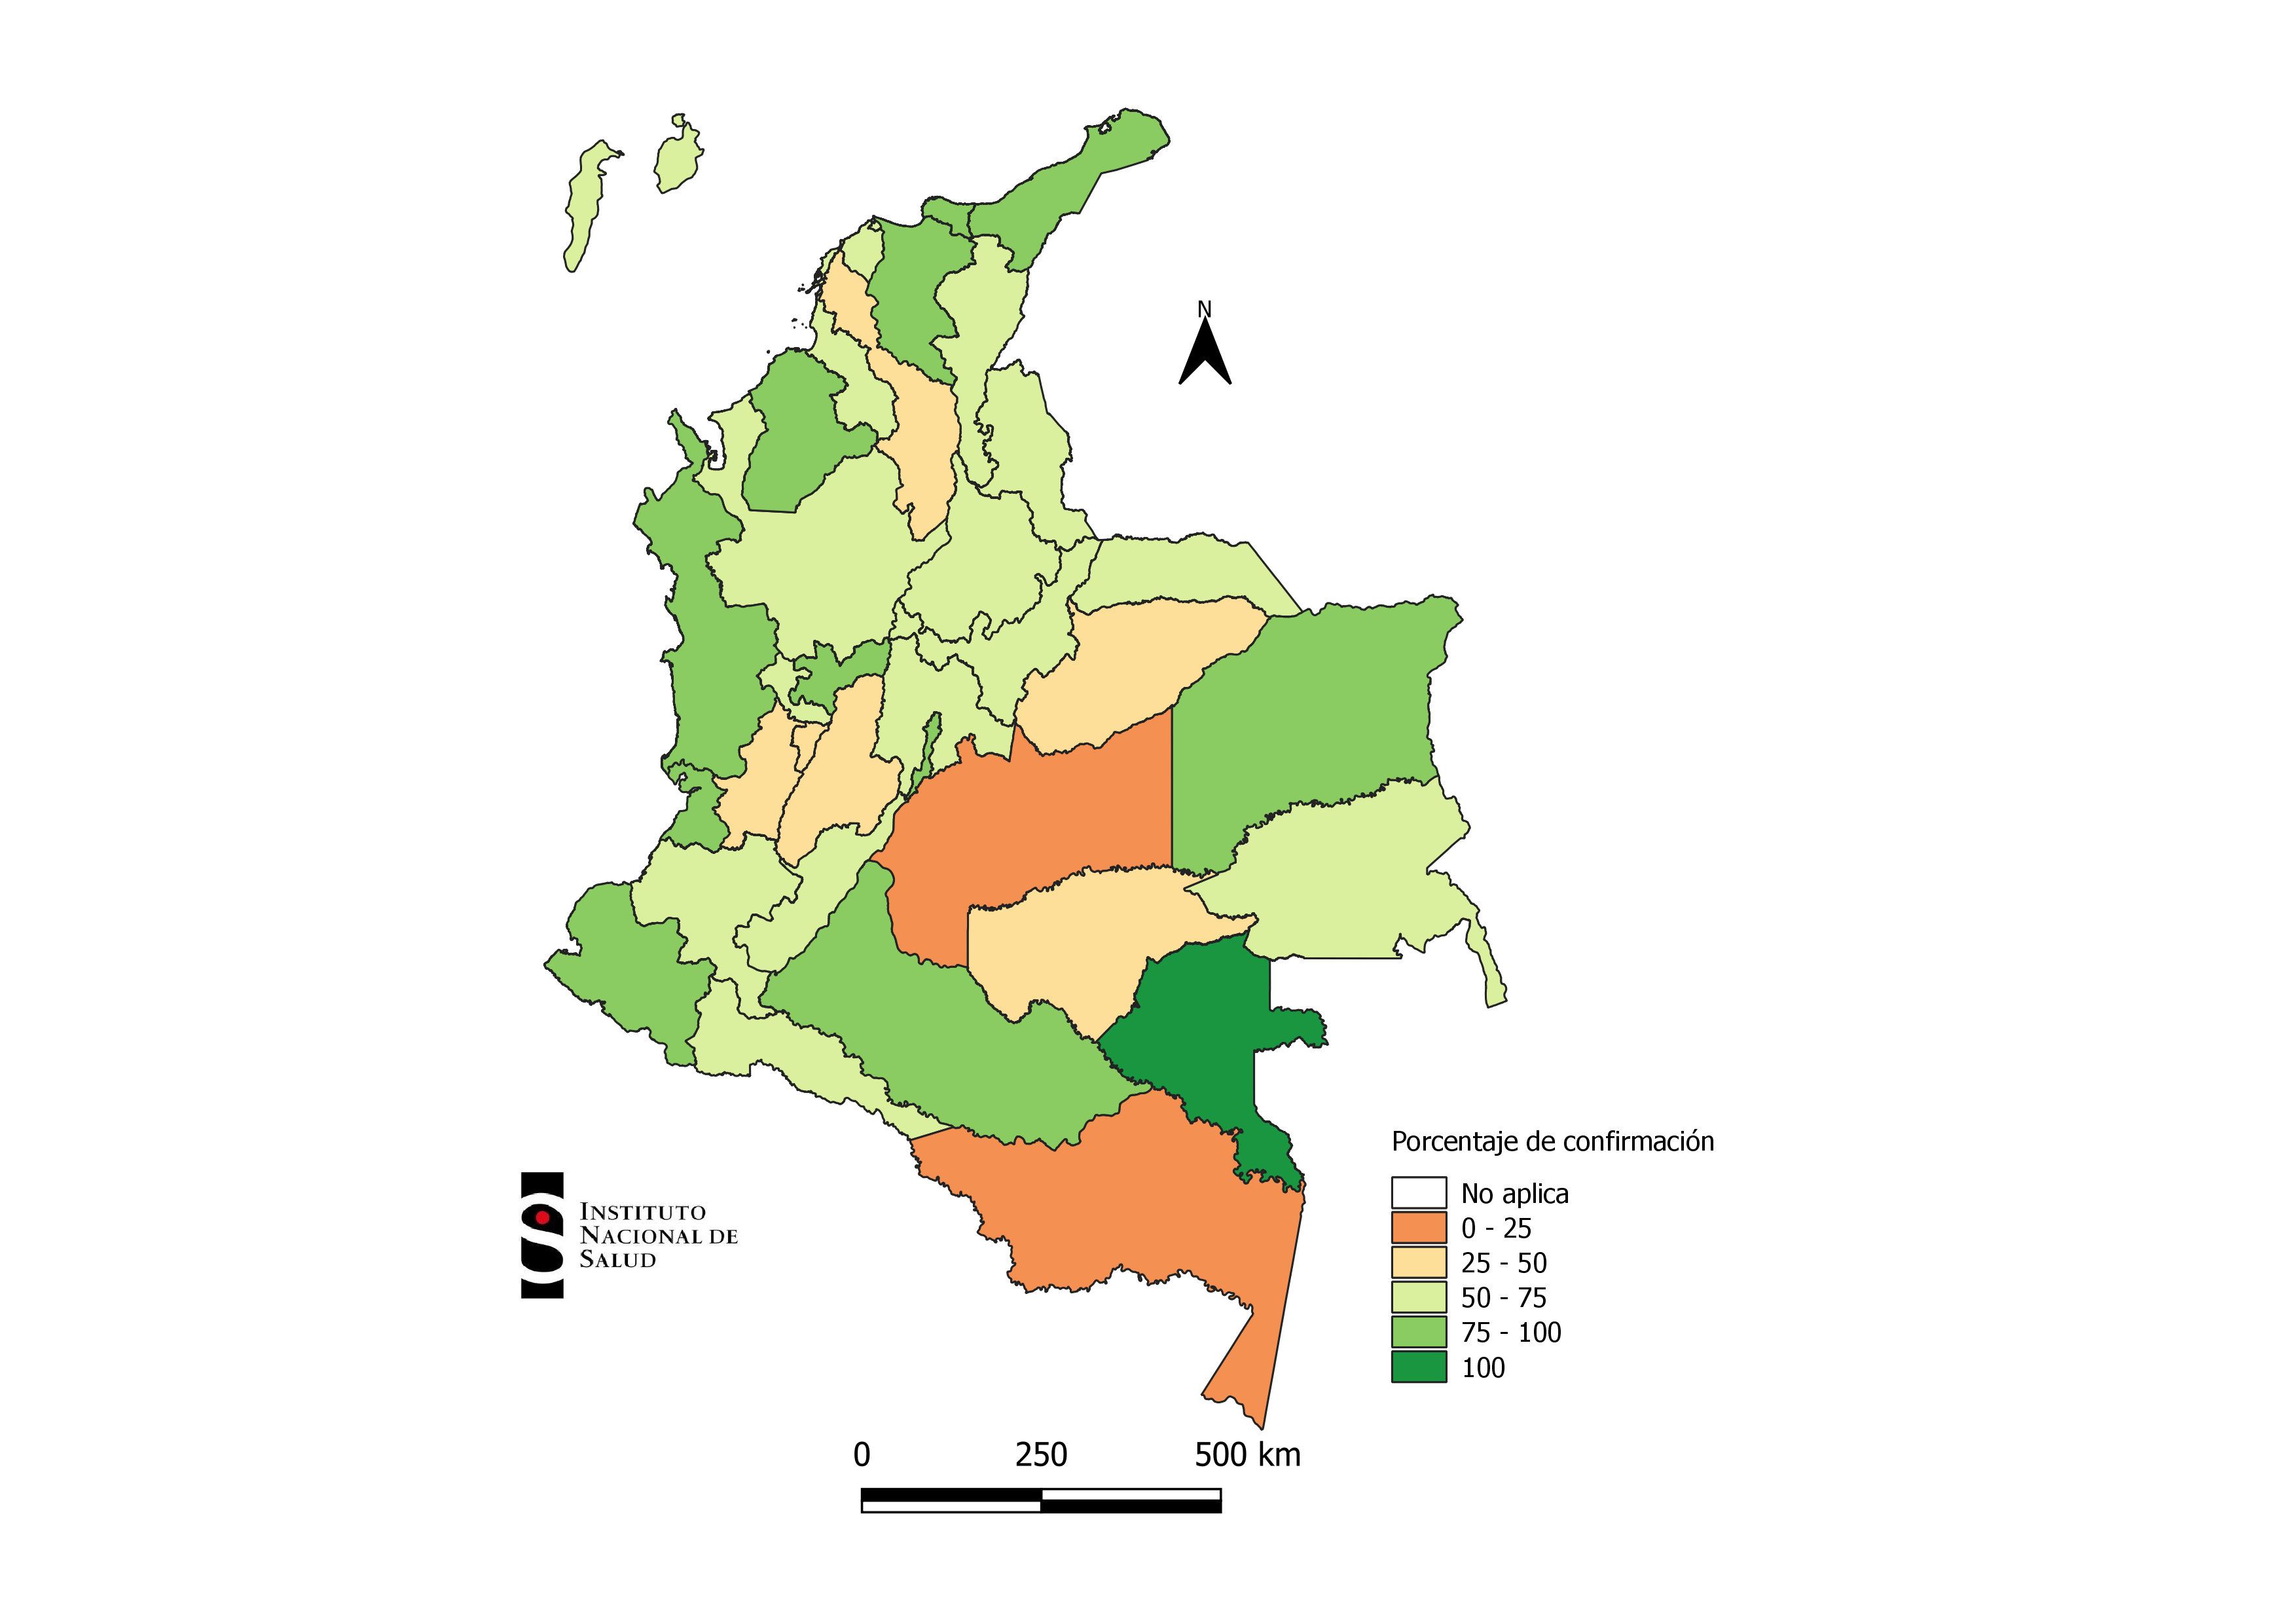 N
Porcentaje de confirmación
No aplica
0 - 25
25 - 50
50 - 75
75 - 100
100
INSTITUTO
NACIONAL DE
SALUD
0 250 500 km